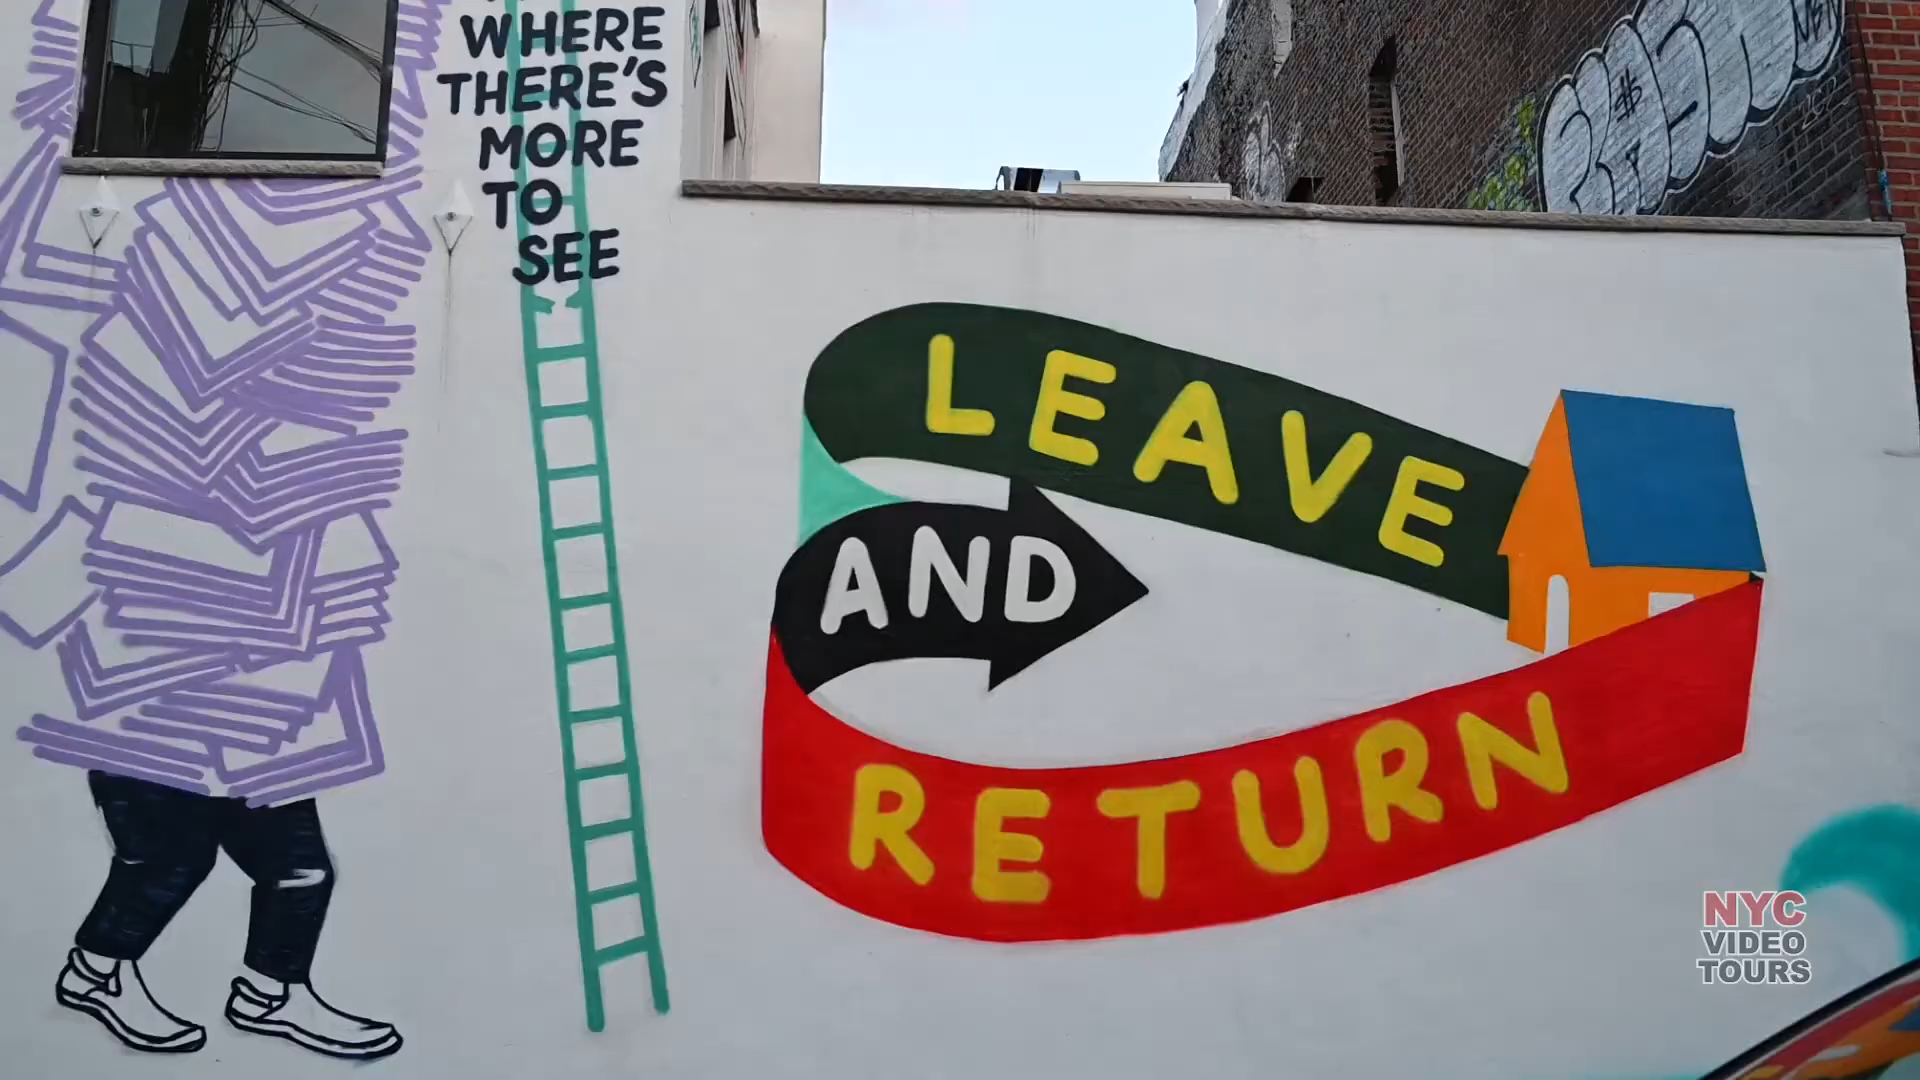 WHERE
THERE'S
MORE
TO
SEE
LEAVE
AND
RETURN
NYC
VIDEO
TOURS